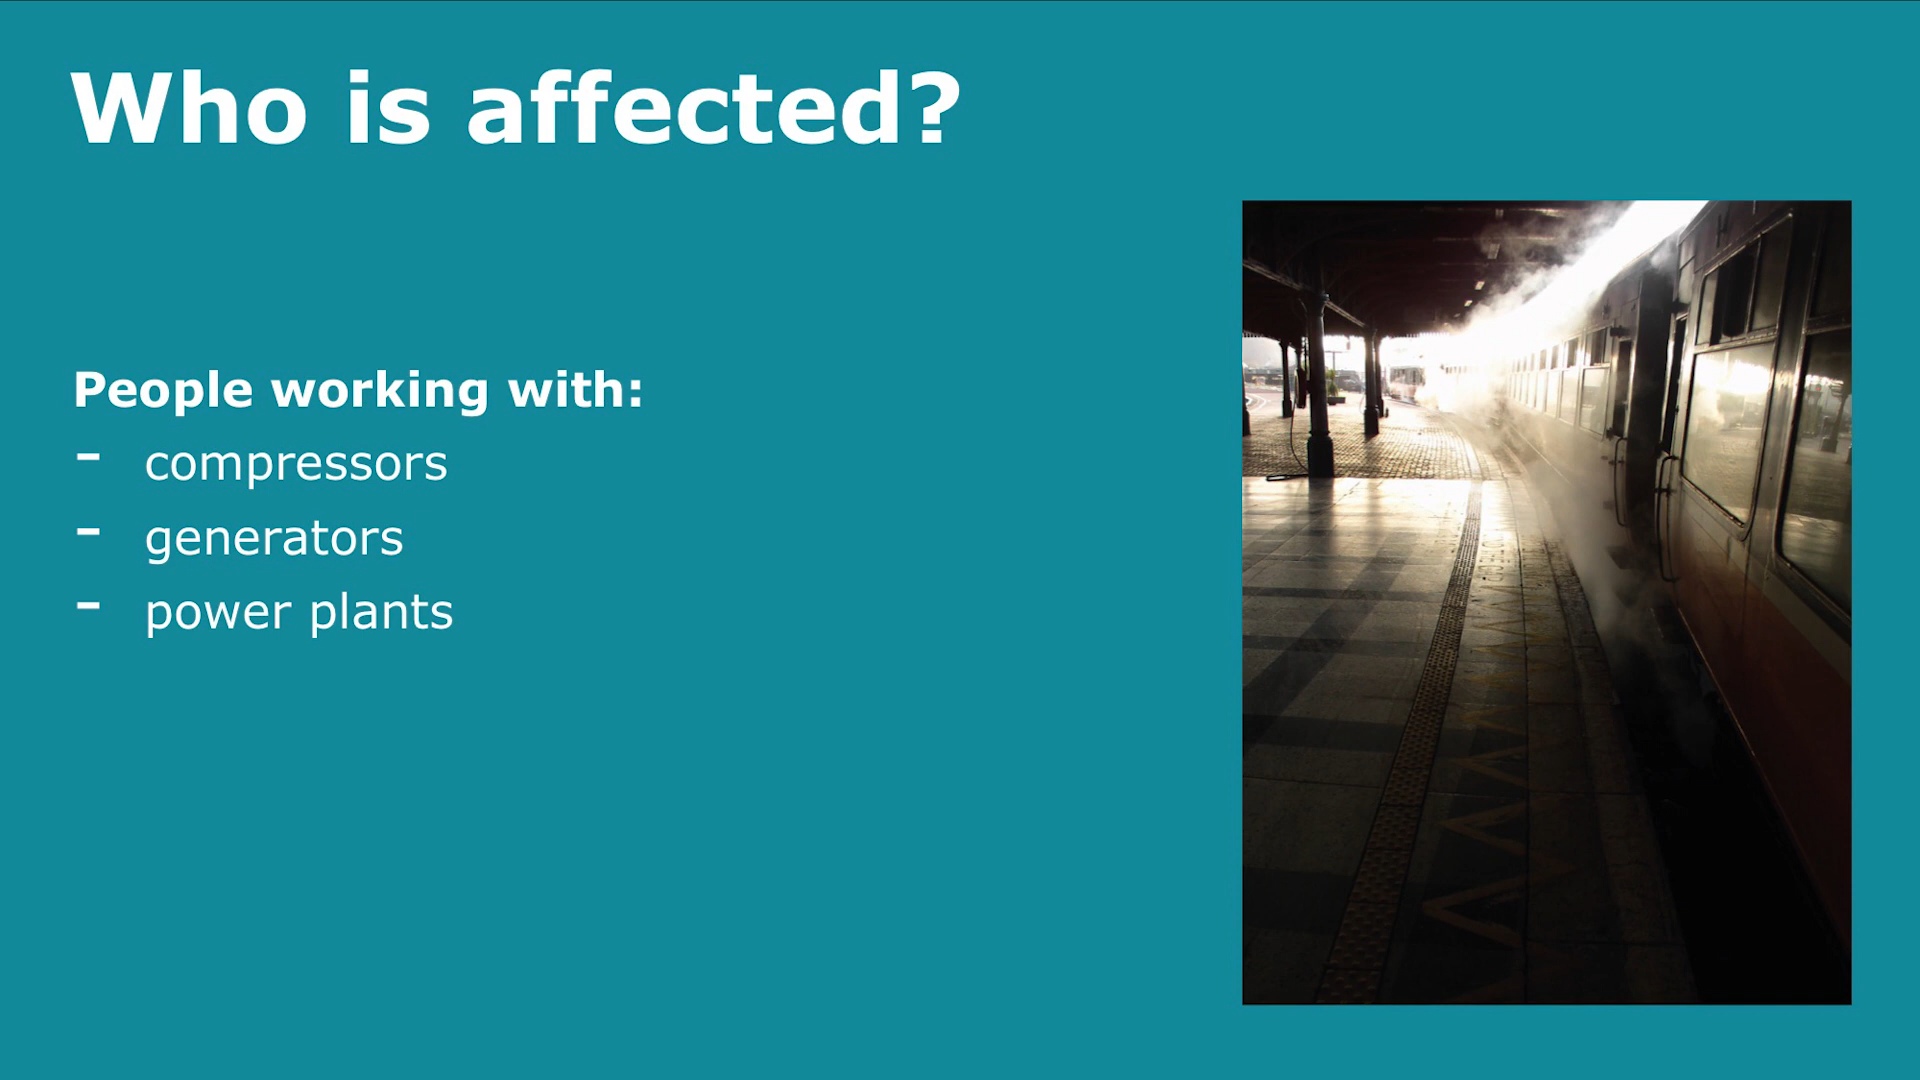 Who is affected?
People working with:
- compressors
- generators
- power plants